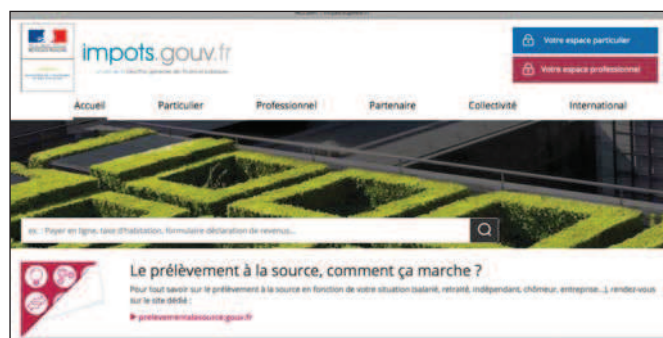 impots.gouv.fr
Votre espace particulier
Votre espace professionnel
Accueil Particulier Professionnel Partenaire Collectivité International
ex. : Payer en ligne, taxe d'habitation, formulaire déclaration de revenus...
Le prélèvement à la source, comment ça marche ?
Pour tout savoir sur le prélèvement à la source en fonction de votre situation (salarié, retraité, indépendant, chômeur, entreprise...), rendez-vous
sur le site dédié :
prelevementalasource.gouv.fr